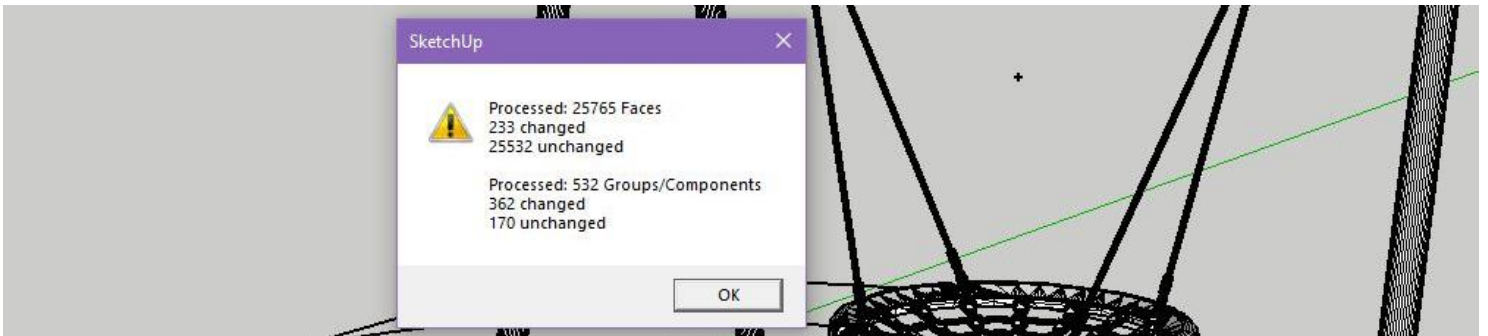 SketchUp
Processed: 25765 Faces
233 changed
25532 unchanged
Processed: 532 Groups/Components
362 changed
170 unchanged
OK